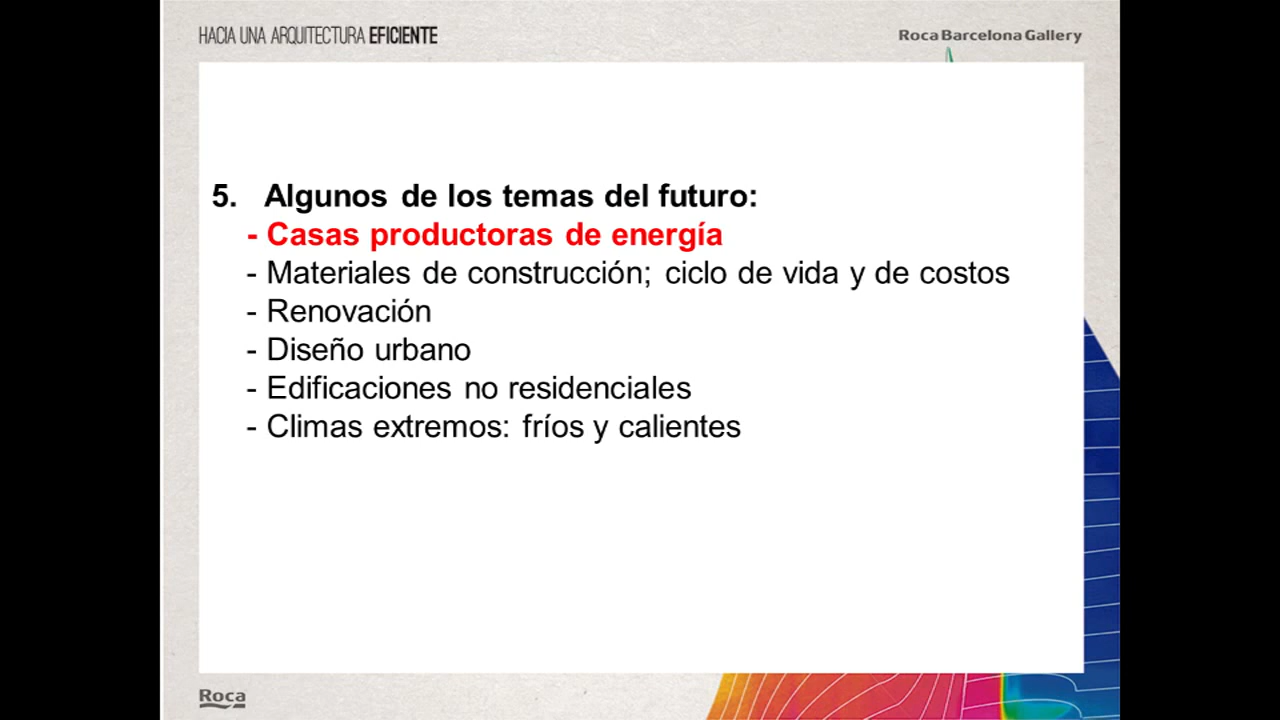 HACIA UNA ARQUITECTURA EFICIENTE
Roca Barcelona Gallery
5. Algunos de los temas del futuro:
- Casas productoras de energía
- Materiales de construcción; ciclo de vida y de costos
- Renovación
- Diseño urbano
- Edificaciones no residenciales
- Climas extremos: fríos y calientes
Roca